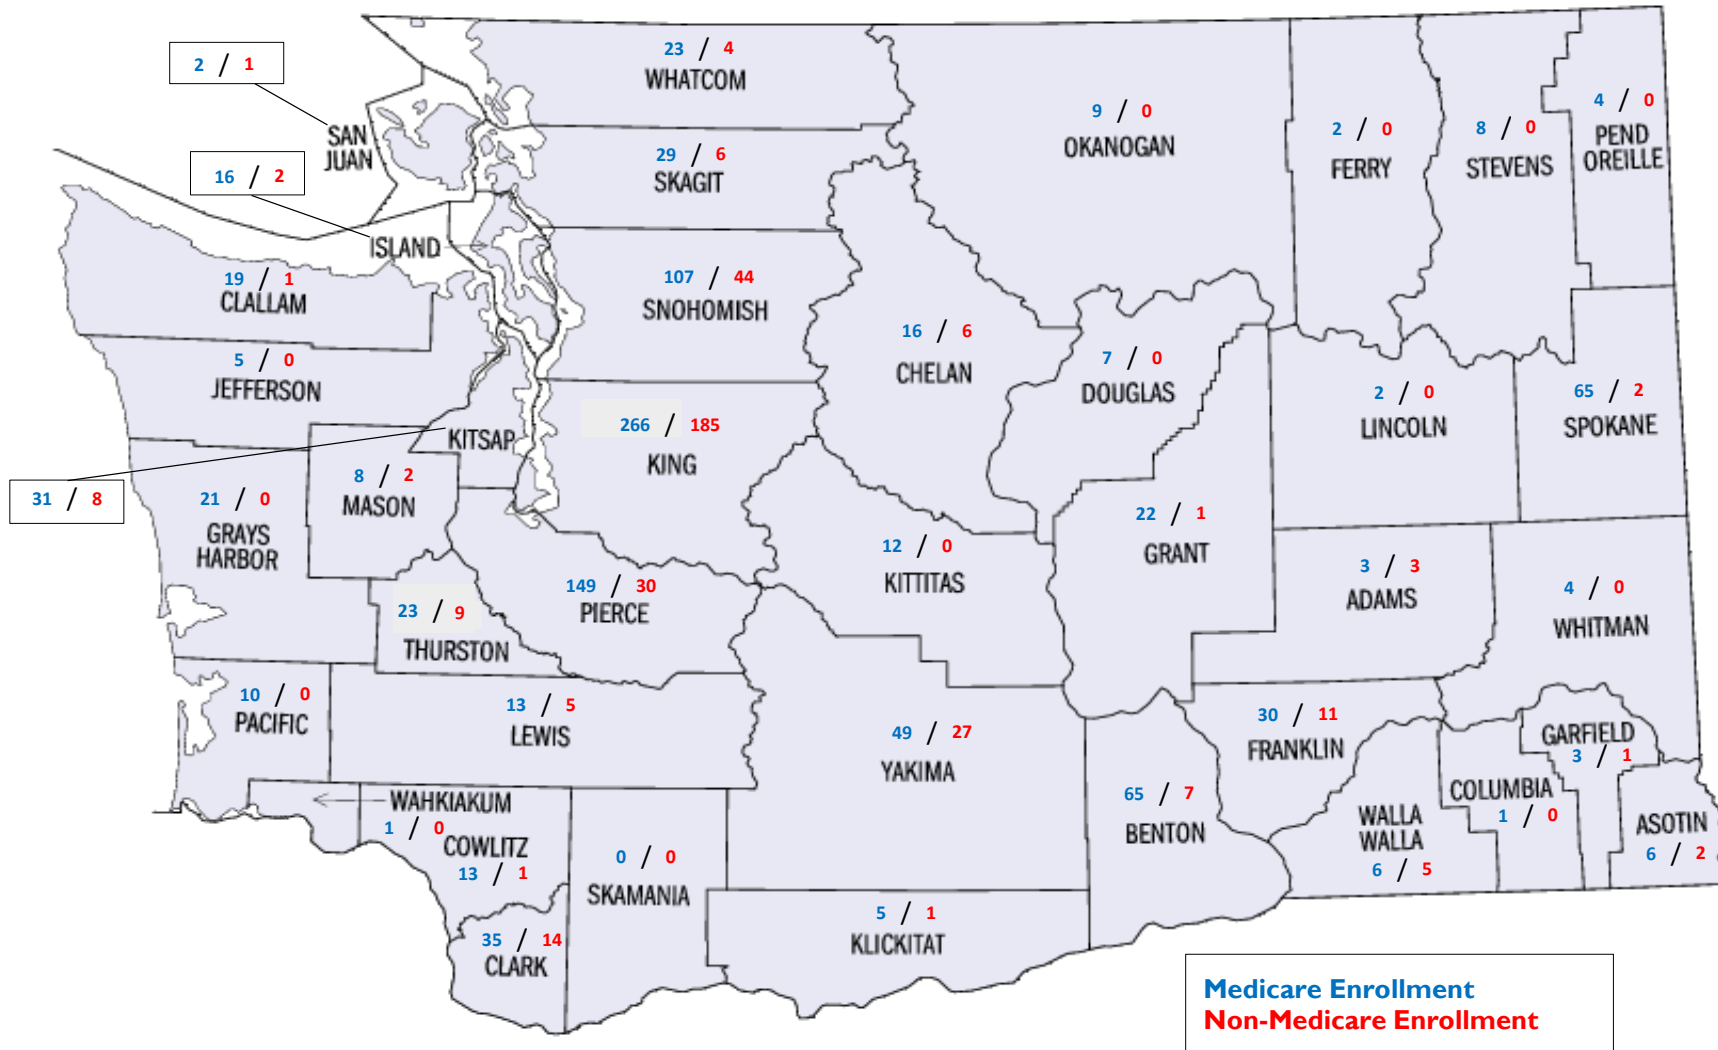 23 / 4
WHATCOM
2 / 1
SAN
JUAN
9 / 0
OKANOGAN
2 / 0
FERRY
8 / 0
STEVENS
4 / 0
PEND
OREILLE
29 / 6
SKAGIT
16 / 2
ISLAND
19 / 1
CLALLAM
107 / 44
SNOHOMISH
5 / 0
JEFFERSON
16 / 6
CHELAN
7 / 0
DOUGLAS
2 / 0
LINCOLN
65 / 2
SPOKANE
KITSAP
31 / 8
266 / 185
KING
8 / 2
MASON
21 / 0
GRAYS
HARBOR
22 / 1
GRANT
12 / 0
KITTITAS
149 / 30
PIERCE
3 / 3
ADAMS
4 / 0
WHITMAN
23 / 9
THURSTON
10 / 0
PACIFIC
13 / 5
LEWIS
49 / 27
YAKIMA
30 / 11
FRANKLIN
GARFIELD
3 / 1
65 / 7
BENTON
WALLA
WALLA
6 / 5
COLUMBIA
1 / 0
ASOTIN
6 / 2
WAHKIAKUM
1 / 0
COWLITZ
13 / 1
0 / 0
SKAMANIA
35 / 14
CLARK
5 / 1
KLICKITAT
Medicare Enrollment
Non-Medicare Enrollment